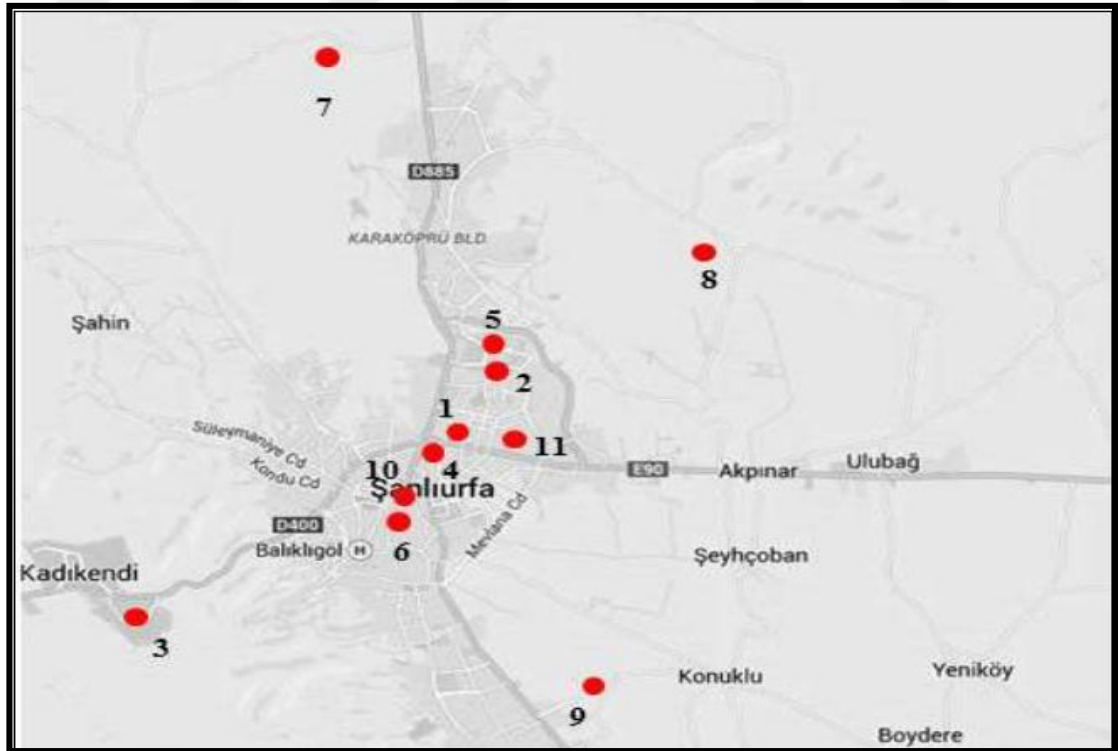 7
D885
KARAKÖPRÜ BLD.
8
Şahin
5
2
1
11
Süleymaniye Cd
Kondu Cd
10
4
E90
Akpınar
Ulubağ
Şanlıurfa
Mevlana Cd
D400
Balıklıgöl
H
6
Şeyhçoban
Kadıkendi
3
Konuklu
Yeniköy
9
Boydere